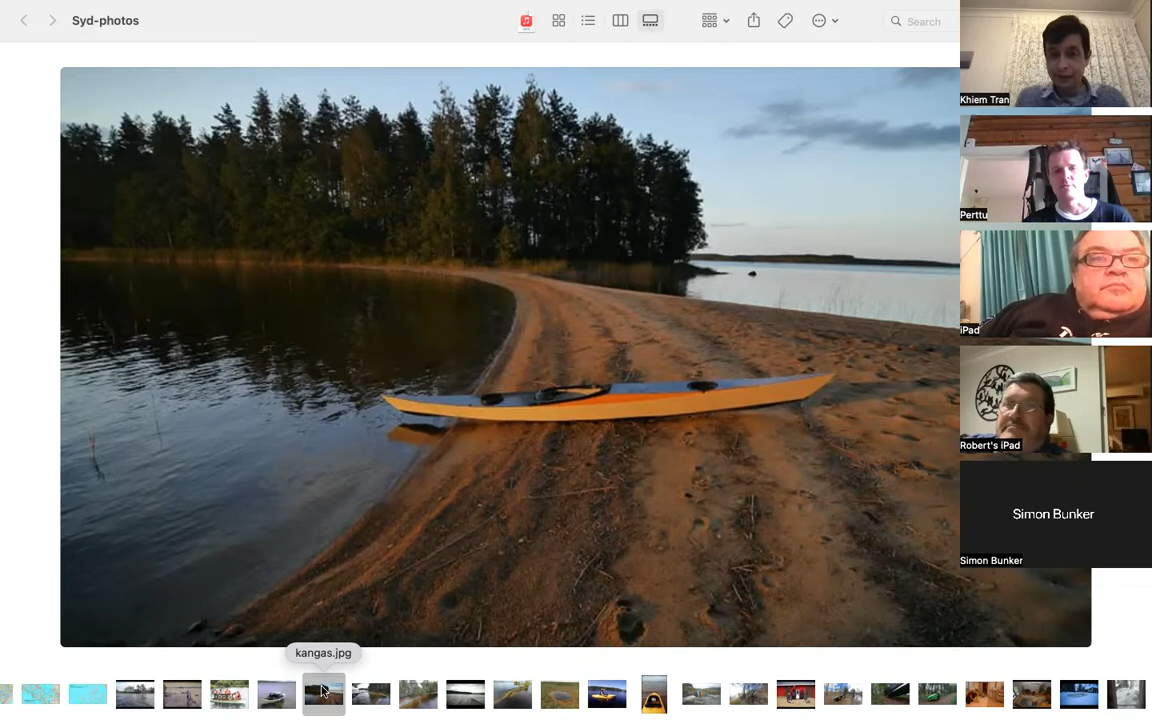 Syd-photos
Search
Khiem Tran
Perttu
iPad
Robert's iPad
Simon Bunker
Simon Bunker
kangas.jpg